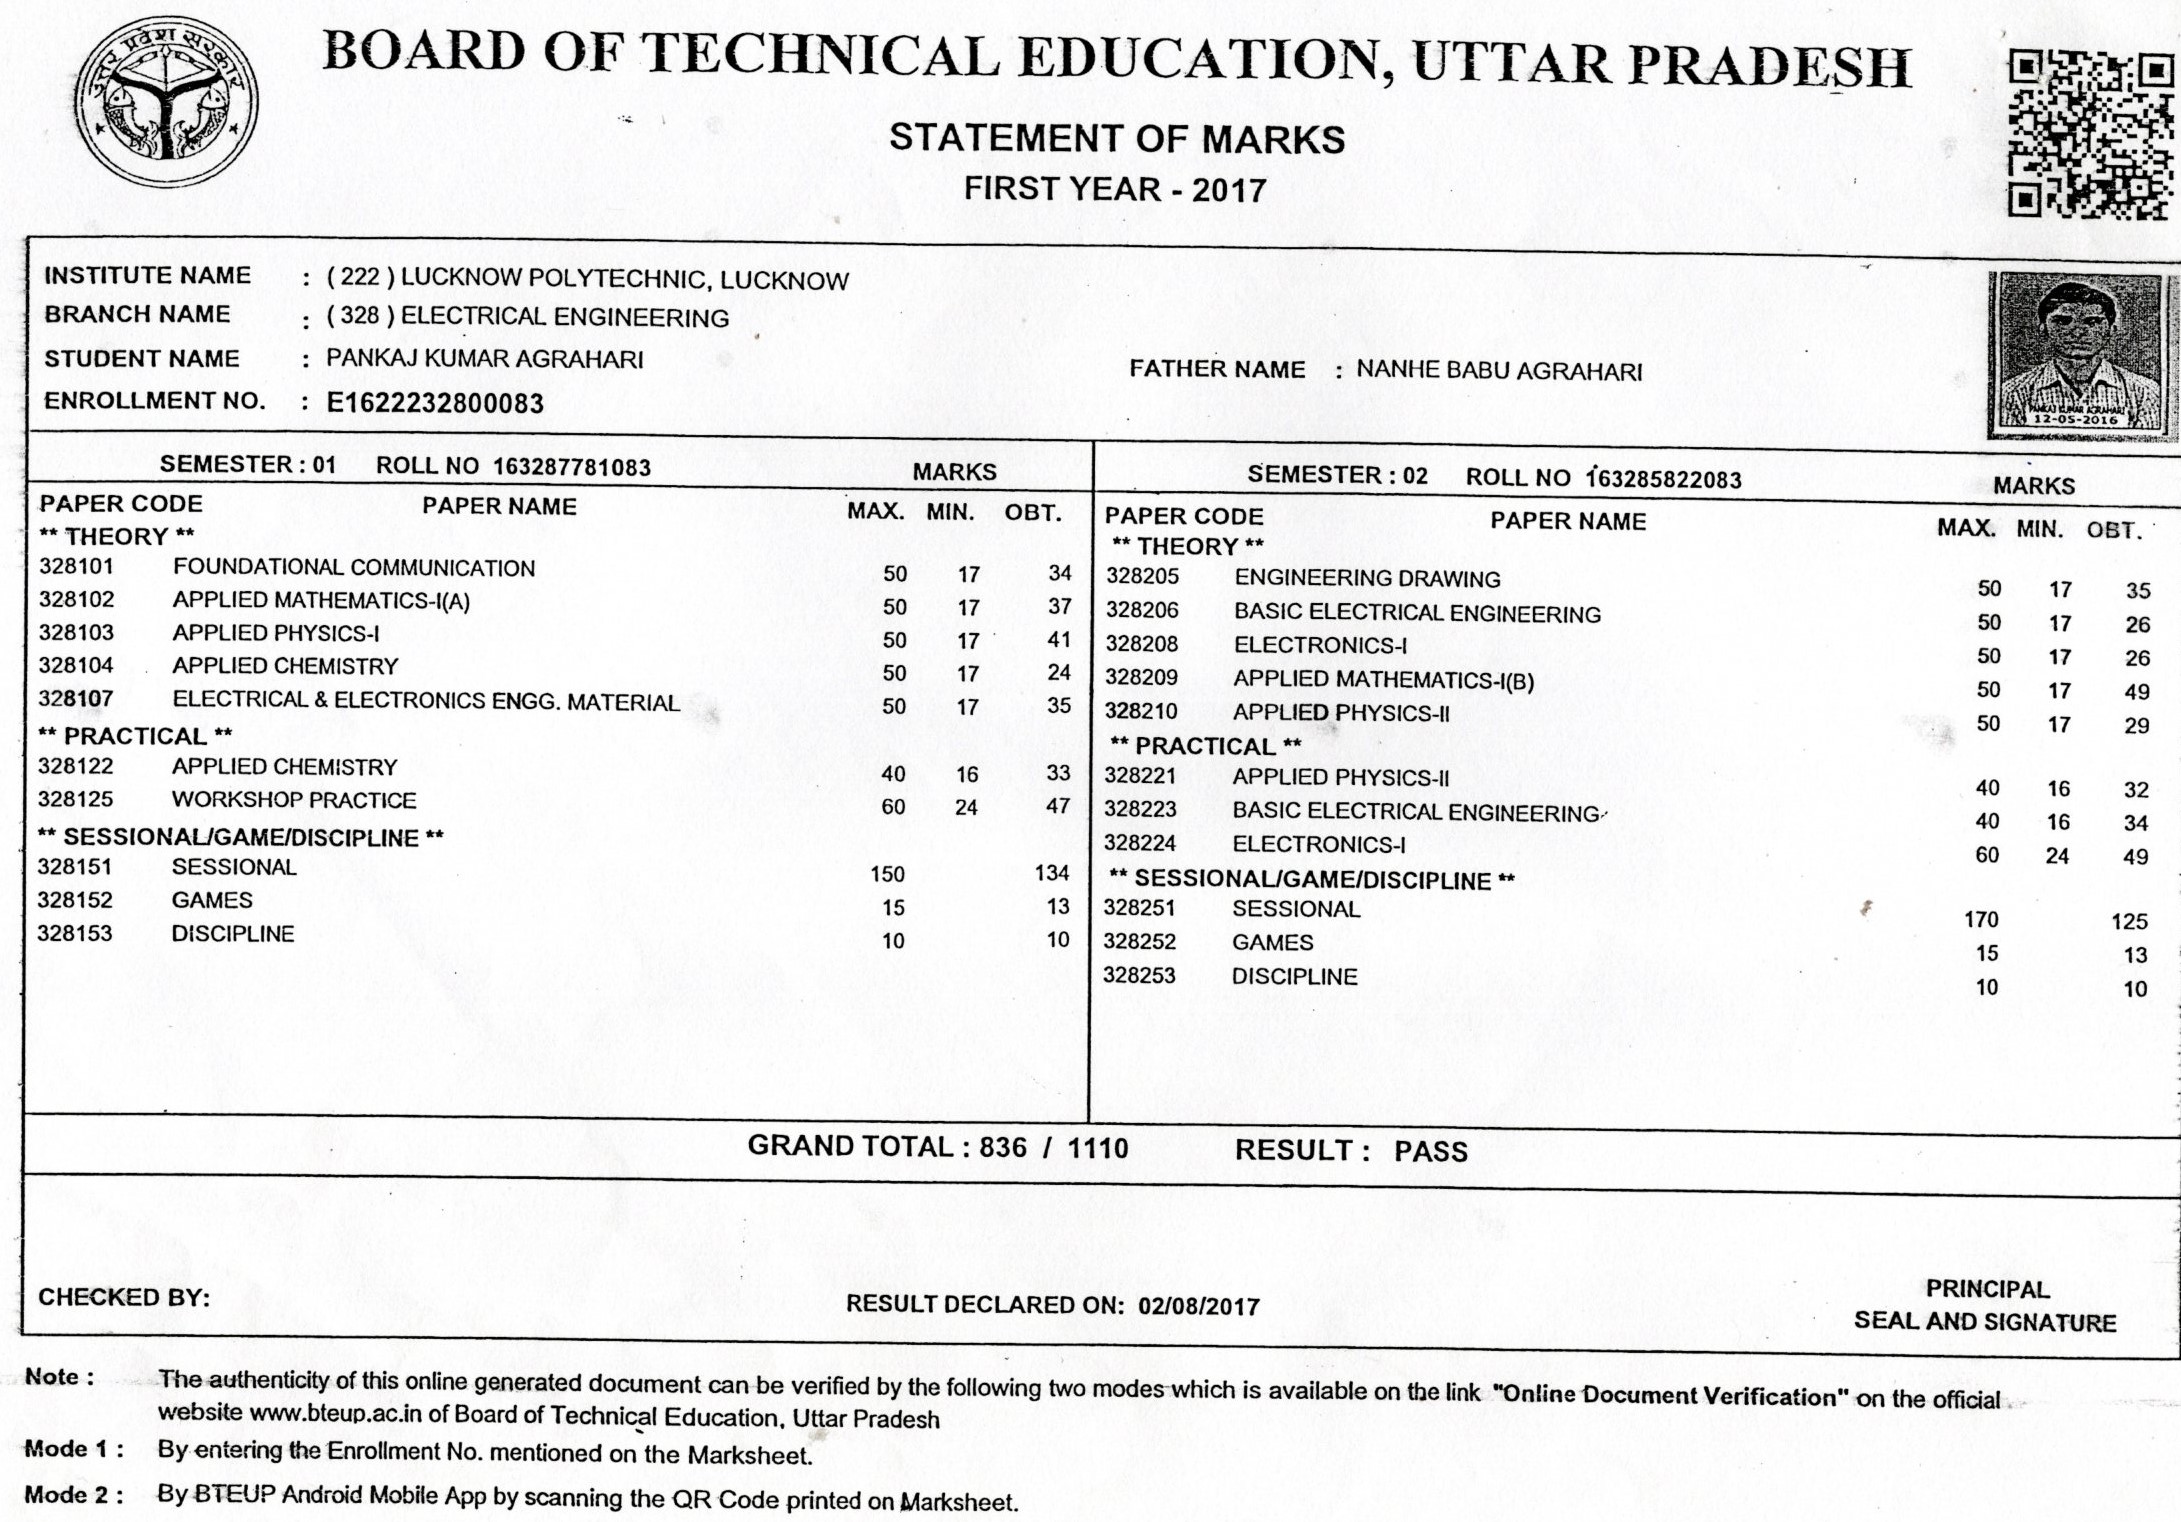 उत्तर प्रदेश सरकार
BOARD OF TECHNICAL EDUCATION, UTTAR PRADESH
STATEMENT OF MARKS
FIRST YEAR - 2017
INSTITUTE NAME : ( 222 ) LUCKNOW POLYTECHNIC, LUCKNOW
BRANCH NAME : ( 328 ) ELECTRICAL ENGINEERING
STUDENT NAME : PANKAJ KUMAR AGRAHARI FATHER NAME : NANHE BABU AGRAHARI
ENROLLMENT NO. : E1622232800083
PANKAJ KUMAR AGRAHARI
12-05-2016
SEMESTER : 01 ROLL NO 163287781083 MARKS
PAPER CODE PAPER NAME MAX. MIN. OBT.
** THEORY **
328101 FOUNDATIONAL COMMUNICATION 50 17 34
328102 APPLIED MATHEMATICS-I(A) 50 17 37
328103 APPLIED PHYSICS-I 50 17 41
328104 APPLIED CHEMISTRY 50 17 24
328107 ELECTRICAL & ELECTRONICS ENGG. MATERIAL 50 17 35
** PRACTICAL **
328122 APPLIED CHEMISTRY 40 16 33
328125 WORKSHOP PRACTICE 60 24 47
** SESSIONAL/GAME/DISCIPLINE **
328151 SESSIONAL 150 134
328152 GAMES 15 13
328153 DISCIPLINE 10 10
SEMESTER : 02 ROLL NO 163285822083 MARKS
PAPER CODE PAPER NAME MAX. MIN. OBT.
** THEORY **
328205 ENGINEERING DRAWING 50 17 35
328206 BASIC ELECTRICAL ENGINEERING 50 17 26
328208 ELECTRONICS-I 50 17 26
328209 APPLIED MATHEMATICS-I(B) 50 17 49
328210 APPLIED PHYSICS-II 50 17 29
** PRACTICAL **
328221 APPLIED PHYSICS-II 40 16 32
328223 BASIC ELECTRICAL ENGINEERING 40 16 34
328224 ELECTRONICS-I 60 24 49
** SESSIONAL/GAME/DISCIPLINE **
328251 SESSIONAL 170 125
328252 GAMES 15 13
328253 DISCIPLINE 10 10
GRAND TOTAL : 836 / 1110 RESULT : PASS
CHECKED BY: RESULT DECLARED ON: 02/08/2017 PRINCIPAL
SEAL AND SIGNATURE
Note : The authenticity of this online generated document can be verified by the following two modes which is available on the link "Online Document Verification" on the official
website www.bteup.ac.in of Board of Technical Education, Uttar Pradesh
Mode 1 : By entering the Enrollment No. mentioned on the Marksheet.
Mode 2 : By BTEUP Android Mobile App by scanning the QR Code printed on Marksheet.